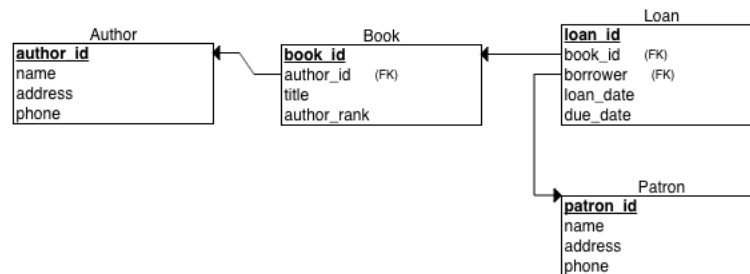 Author
author_id
name
address
phone
Book
book_id
author_id (FK)
title
author_rank
Loan
loan_id
book_id (FK)
borrower (FK)
loan_date
due_date
Patron
patron_id
name
address
phone